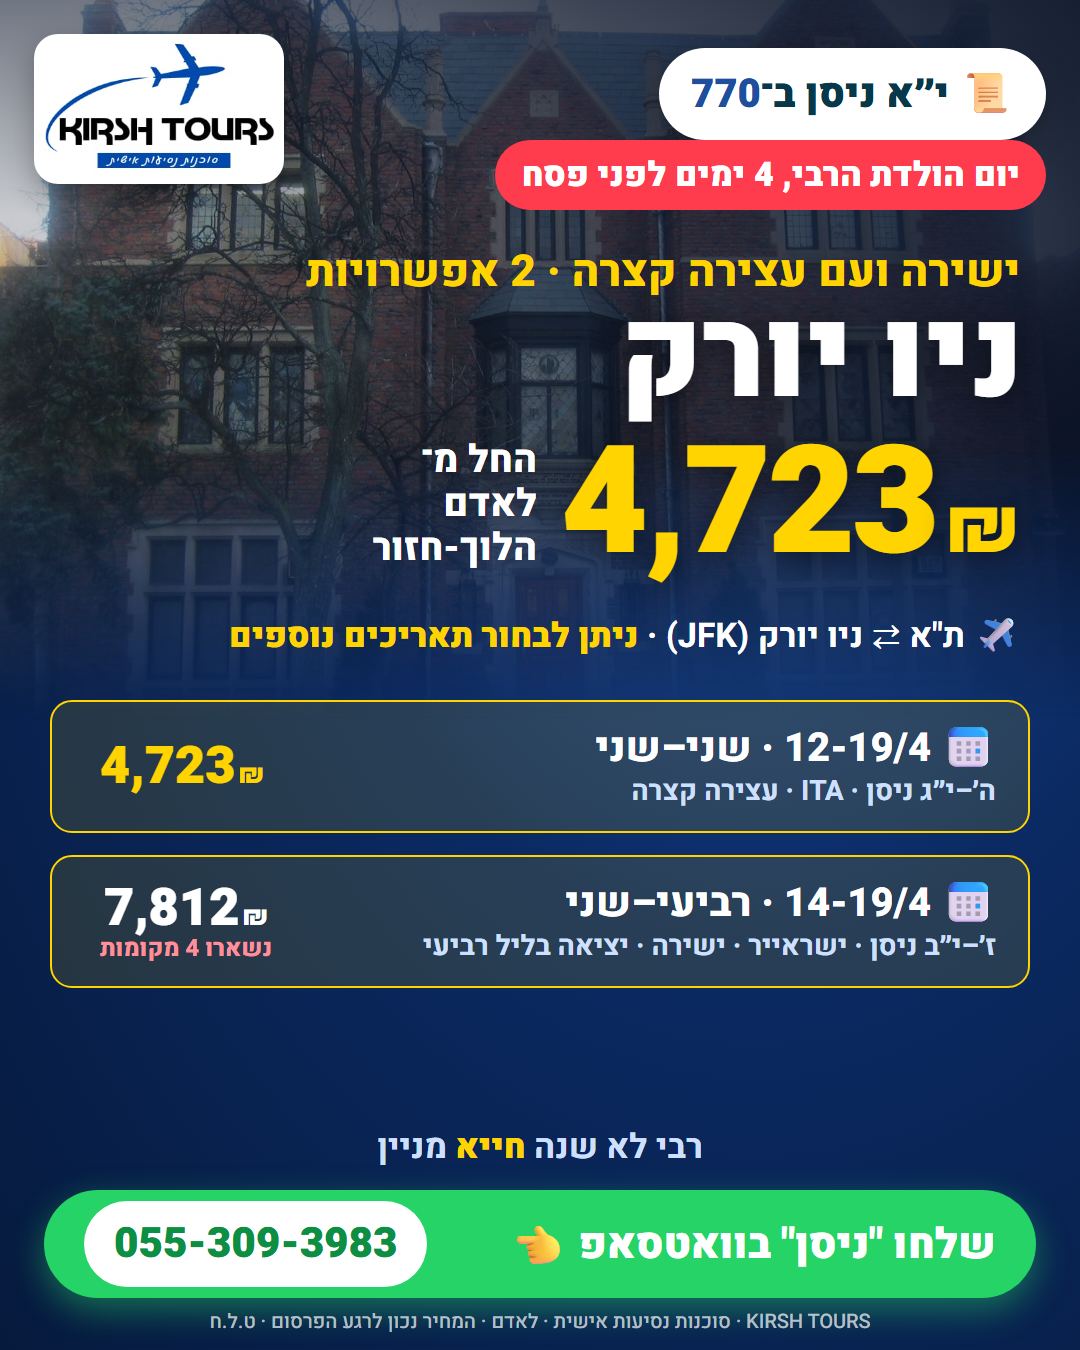 KIRSH TOURS
סוכנות נסיעות אישית
י״א ניסן ב־770
יום הולדת הרבי, 4 ימים לפני פסח
ישירה ועם עצירה קצרה · 2 אפשרויות
ניו יורק
₪4,723
החל מ־
לאדם
הלוך-חזור
ת"א ⇄ ניו יורק (JFK) · ניתן לבחור תאריכים נוספים
12-19/4 · שני–שני
ה׳–י״ג ניסן · ITA · עצירה קצרה
₪4,723
14-19/4 · רביעי–שני
ז׳–י״ב ניסן · ישראייר · ישירה · יציאה בליל רביעי
₪7,812
נשארו 4 מקומות
רבי לא שנה חייא מניין
שלחו "ניסן" בוואטסאפ
055-309-3983
KIRSH TOURS · סוכנות נסיעות אישית · לאדם · המחיר נכון לרגע הפרסום · ט.ל.ח